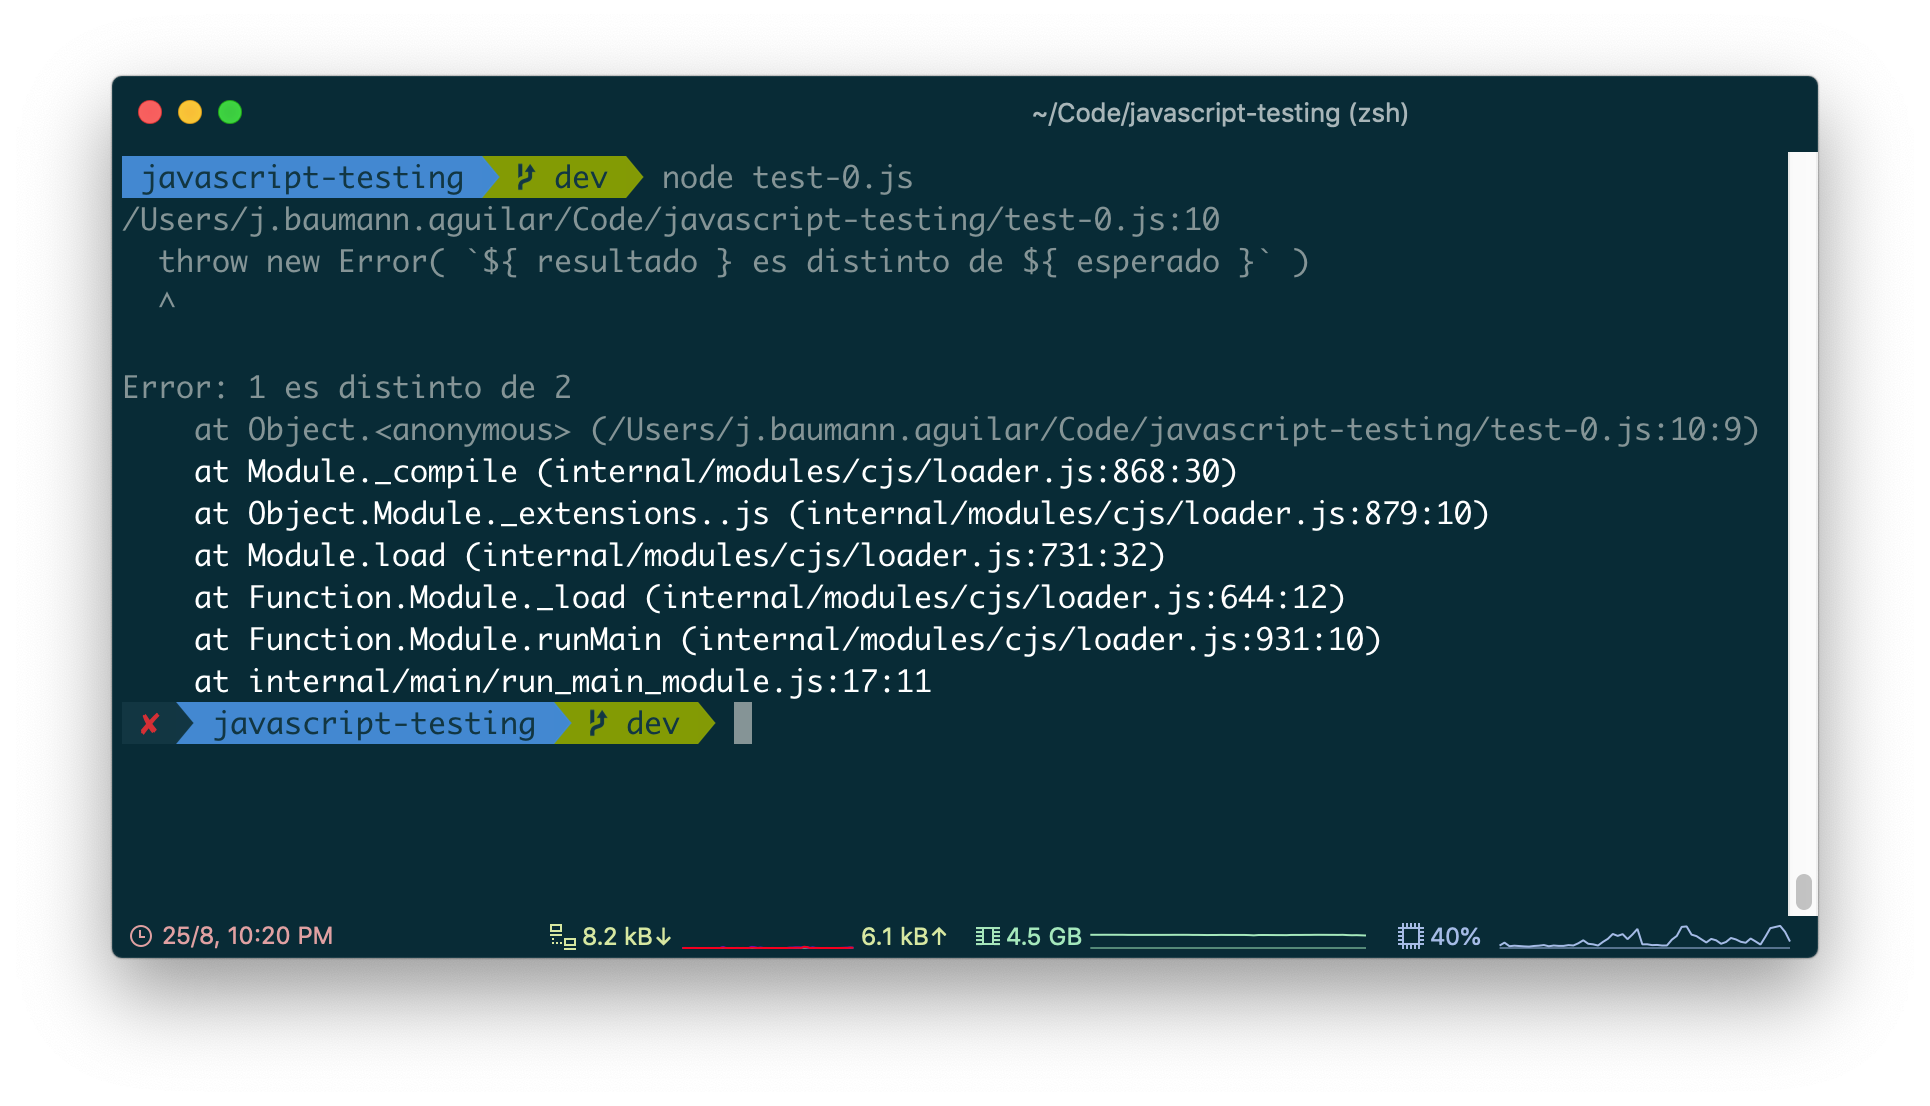 ~/Code/javascript-testing (zsh)
javascript-testing dev node test-0.js
/Users/j.baumann.aguilar/Code/javascript-testing/test-0.js:10
  throw new Error( `${ resultado } es distinto de ${ esperado }` )
  ^
Error: 1 es distinto de 2
    at Object.<anonymous> (/Users/j.baumann.aguilar/Code/javascript-testing/test-0.js:10:9)
    at Module._compile (internal/modules/cjs/loader.js:868:30)
    at Object.Module._extensions..js (internal/modules/cjs/loader.js:879:10)
    at Module.load (internal/modules/cjs/loader.js:731:32)
    at Function.Module._load (internal/modules/cjs/loader.js:644:12)
    at Function.Module.runMain (internal/modules/cjs/loader.js:931:10)
    at internal/main/run_main_module.js:17:11
✘ javascript-testing dev
25/8, 10:20 PM 8.2 kB↓ 6.1 kB↑ 4.5 GB 40%